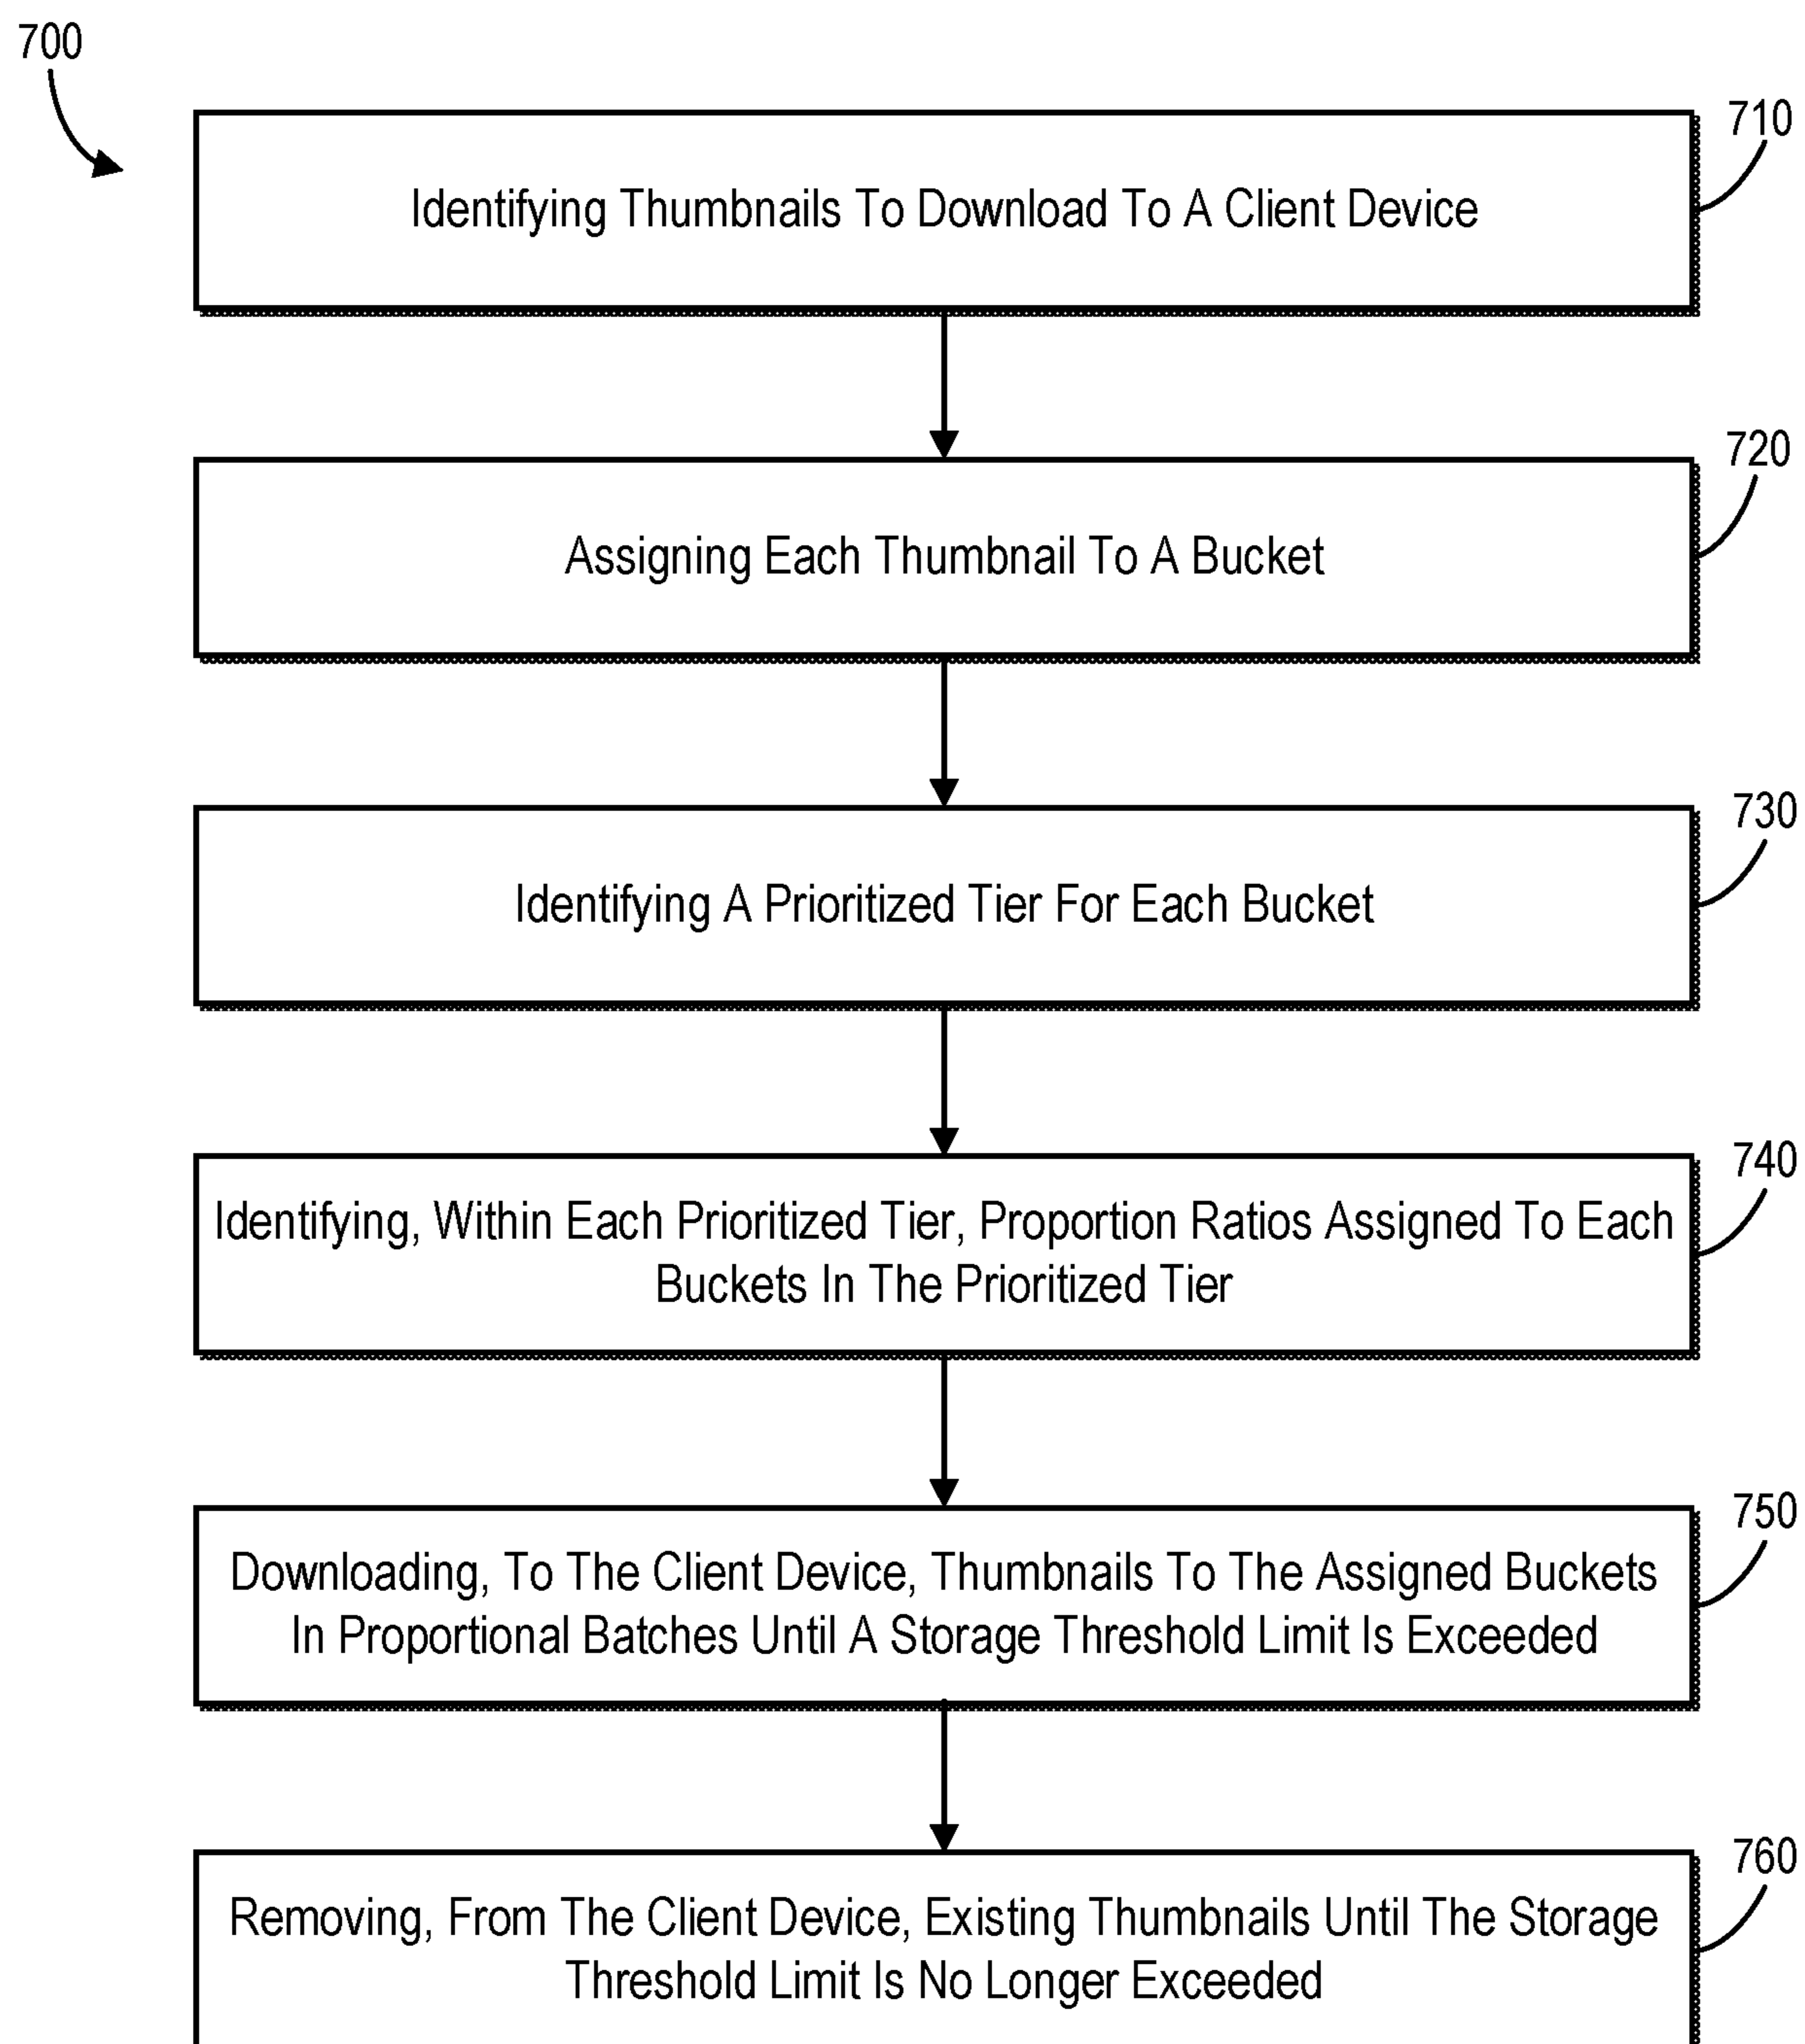 700
710
Identifying Thumbnails To Download To A Client Device
720
Assigning Each Thumbnail To A Bucket
730
Identifying A Prioritized Tier For Each Bucket
740
Identifying, Within Each Prioritized Tier, Proportion Ratios Assigned To Each
Buckets In The Prioritized Tier
750
Downloading, To The Client Device, Thumbnails To The Assigned Buckets
In Proportional Batches Until A Storage Threshold Limit Is Exceeded
760
Removing, From The Client Device, Existing Thumbnails Until The Storage
Threshold Limit Is No Longer Exceeded